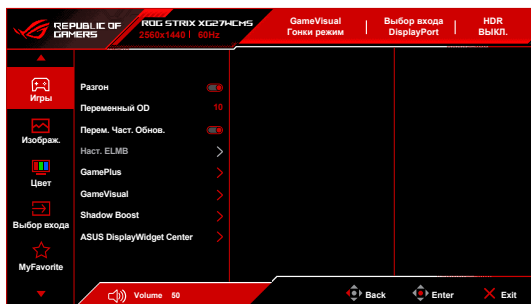 REPUBLIC OF
GAMERS
ROG STRIX XG27HCMS
2560x1440 | 60Hz
GameVisual
Гонки режим
Выбор входа
DisplayPort
HDR
ВЫКЛ.
Игры
Изображ.
Цвет
Выбор входа
MyFavorite
Разгон
Переменный OD 10
Перем. Част. Обнов.
Наст. ELMB
GamePlus
GameVisual
Shadow Boost
ASUS DisplayWidget Center
Volume 50
Back
Enter
Exit